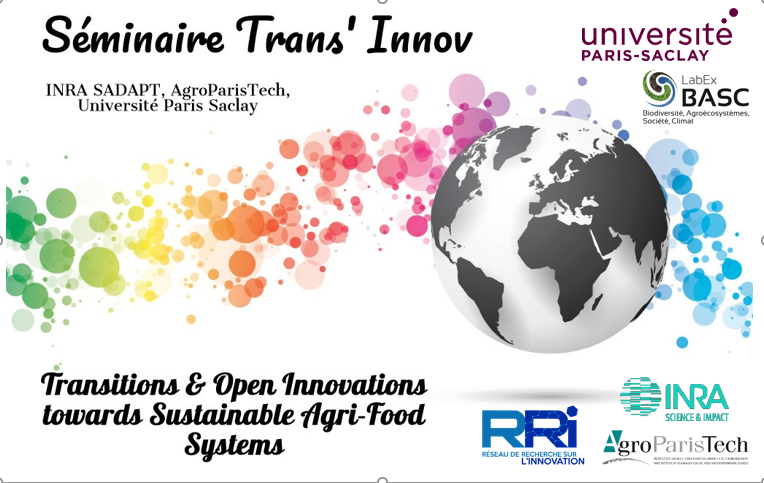 Séminaire Trans' Innov
INRA SADAPT, AgroParisTech,
Université Paris Saclay
université
PARIS-SACLAY
LabEx
BASC
Biodiversité, Agroécosystèmes,
Société, Climat
Transitions & Open Innovations
towards Sustainable Agri-Food
Systems
RRI
RÉSEAU DE RECHERCHE SUR
L'INNOVATION
INRA
SCIENCE & IMPACT
AgroParisTech